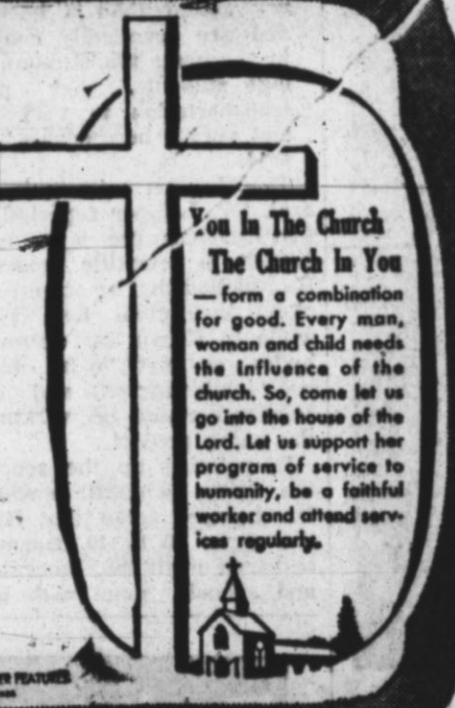 You In The Church
The Church In You
— form a combination
for good. Every man,
woman and child needs
the influence of the
church. So, come let us
go into the house of the
Lord. Let us support her
program of service to
humanity, be a faithful
worker and attend serv-
ices regularly.
ER FEATURES